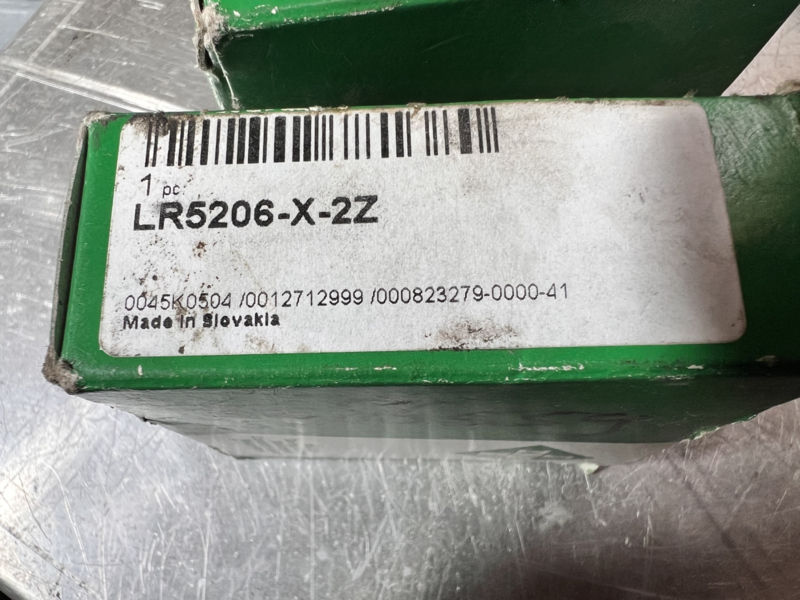 1 pc.
LR5206-X-2Z
0045K0504 /0012712999 /000823279-0000-41
Made in Slovakia